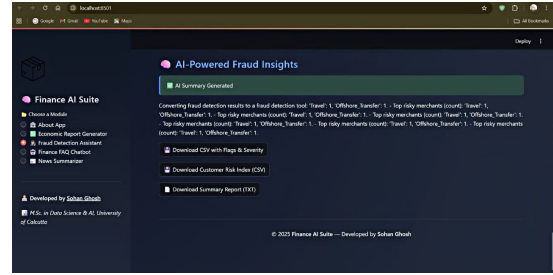 localhost:8501
Google
Gmail
YouTube
Maps
All Bookmarks
Deploy
Finance AI Suite
Choose a Module
About App
Economic Report Generator
Fraud Detection Assistant
Finance FAQ Chatbot
News Summarizer
Developed by Sohan Ghosh
M.Sc. in Data Science & AI, University
of Calcutta
AI-Powered Fraud Insights
AI Summary Generated
Converting fraud detection results to a fraud detection tool: 'Travel': 1, 'Offshore_Transfer': 1. - Top risky merchants (count): 'Travel': 1,
'Offshore_Transfer': 1. - Top risky merchants (count): 'Travel': 1, 'Offshore_Transfer': 1. - Top risky merchants (count): 'Travel': 1, 'Offshore_Transfer': 1.
- Top risky merchants (count): 'Travel': 1, 'Offshore_Transfer': 1. - Top risky merchants (count): 'Travel': 1, 'Offshore_Transfer': 1. - Top risky merchants
(count): 'Travel': 1, 'Offshore_Transfer': 1.
Download CSV with Flags & Severity
Download Customer Risk Index (CSV)
Download Summary Report (TXT)
© 2025 Finance AI Suite — Developed by Sohan Ghosh